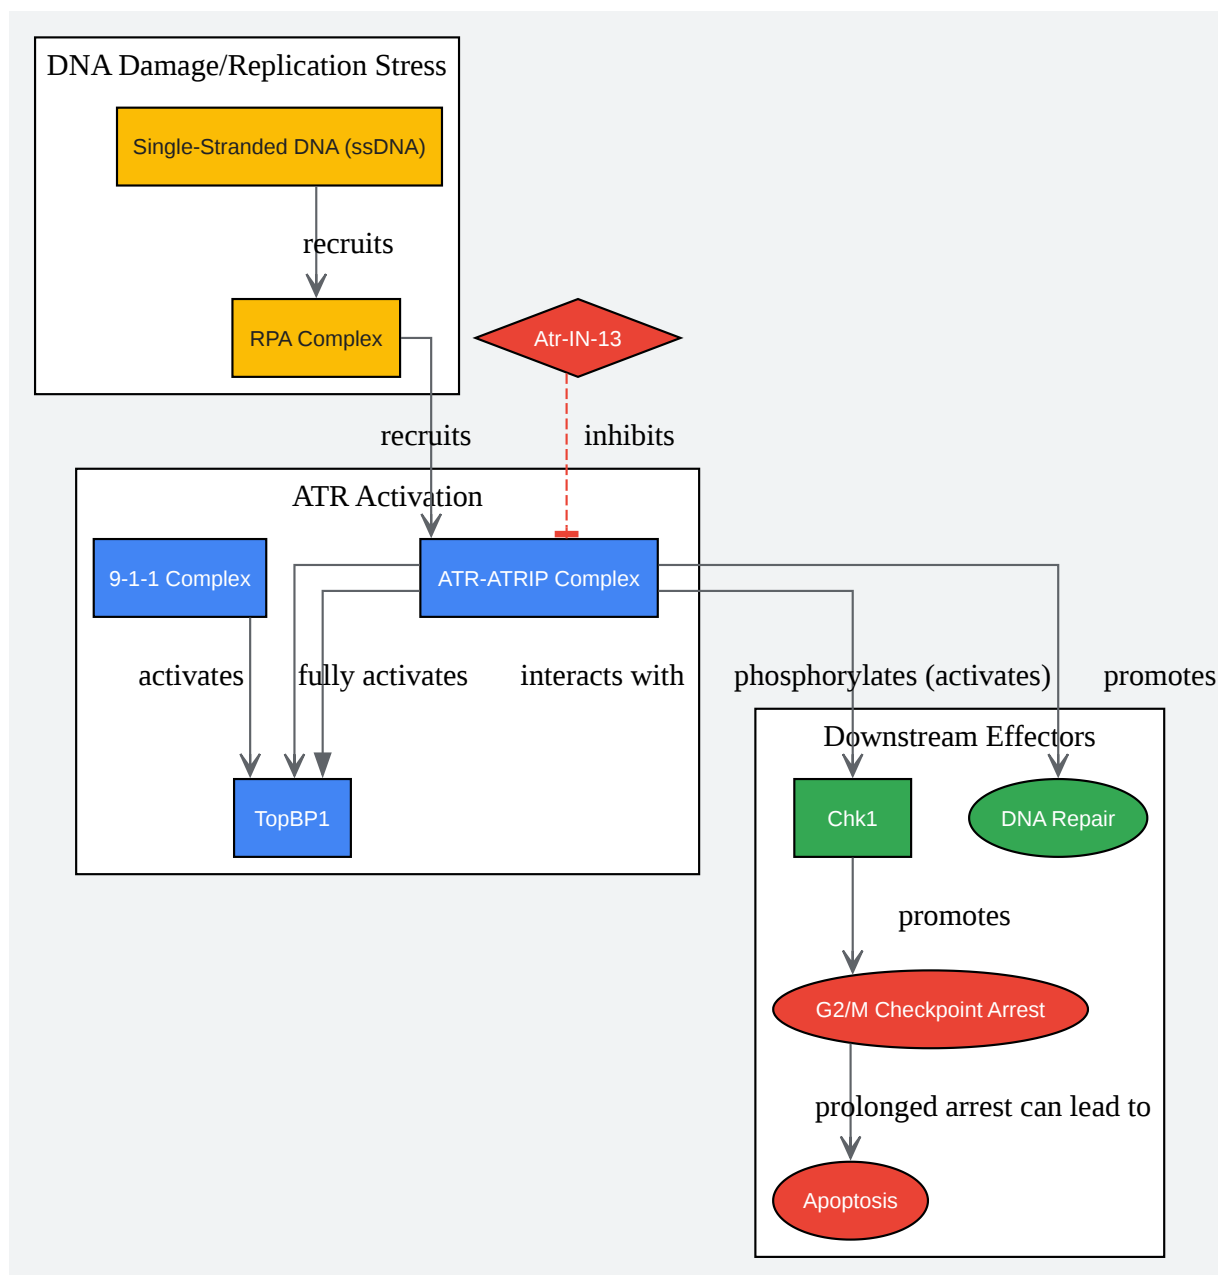 DNA Damage/Replication Stress
Single-Stranded DNA (ssDNA)
recruits
RPA Complex
Atr-IN-13
recruits
inhibits
ATR Activation
9-1-1 Complex
ATR-ATRIP Complex
activates
fully activates
interacts with
phosphorylates (activates)
promotes
Downstream Effectors
TopBP1
Chk1
DNA Repair
promotes
G2/M Checkpoint Arrest
prolonged arrest can lead to
Apoptosis